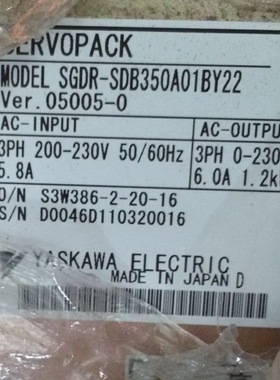 SERVOPACK
MODEL SGDR-SDB350A01BY22
Ver.05005-0
AC-INPUT AC-OUTPU
3PH 200-230V 50/60Hz 3PH 0-230
5.8A 6.0A 1.2k
O/N S3W386-2-20-16
S/N D0046D110320016
YASKAWA ELECTRIC
MADE IN JAPAN D